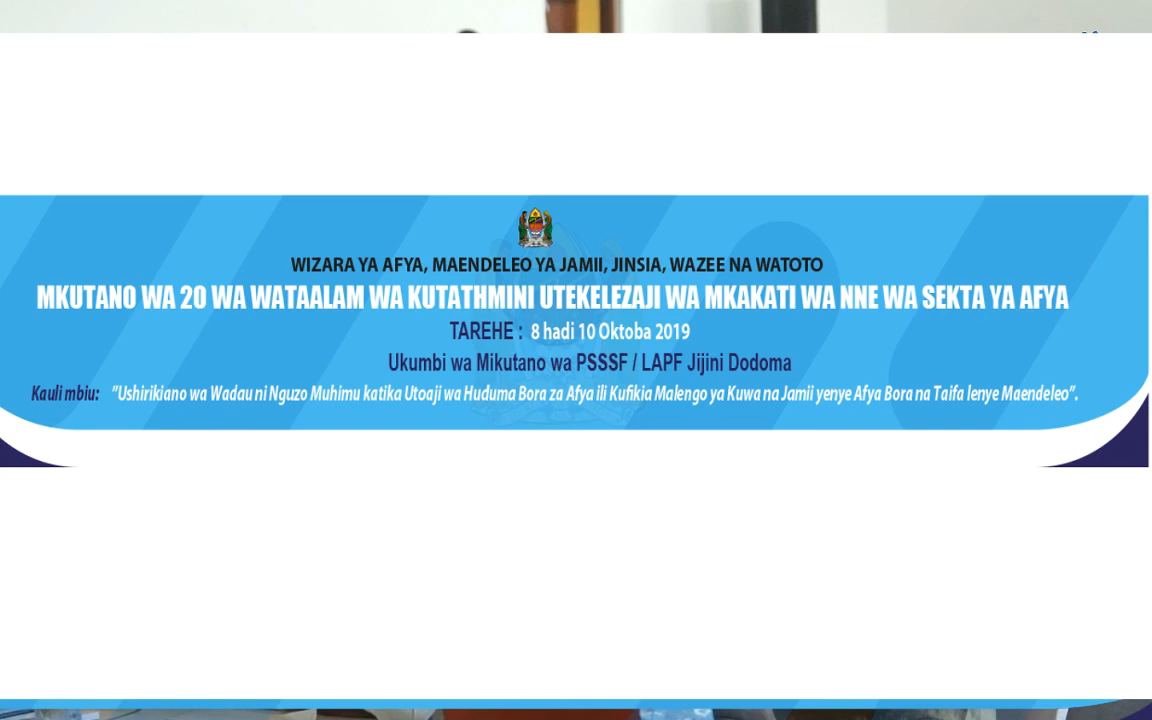 WIZARA YA AFYA, MAENDELEO YA JAMII, JINSIA, WAZEE NA WATOTO
MKUTANO WA 20 WA WATAALAM WA KUTATHMINI UTEKELEZAJI WA MKAKATI WA NNE WA SEKTA YA AFYA
TAREHE : 8 hadi 10 Oktoba 2019
Ukumbi wa Mikutano wa PSSSF / LAPF Jijini Dodoma
Kauli mbiu: "Ushirikiano wa Wadau ni Nguzo Muhimu katika Utoaji wa Huduma Bora za Afya ili Kufikia Malengo ya Kuwa na Jamii yenye Afya Bora na Taifa lenye Maendeleo".